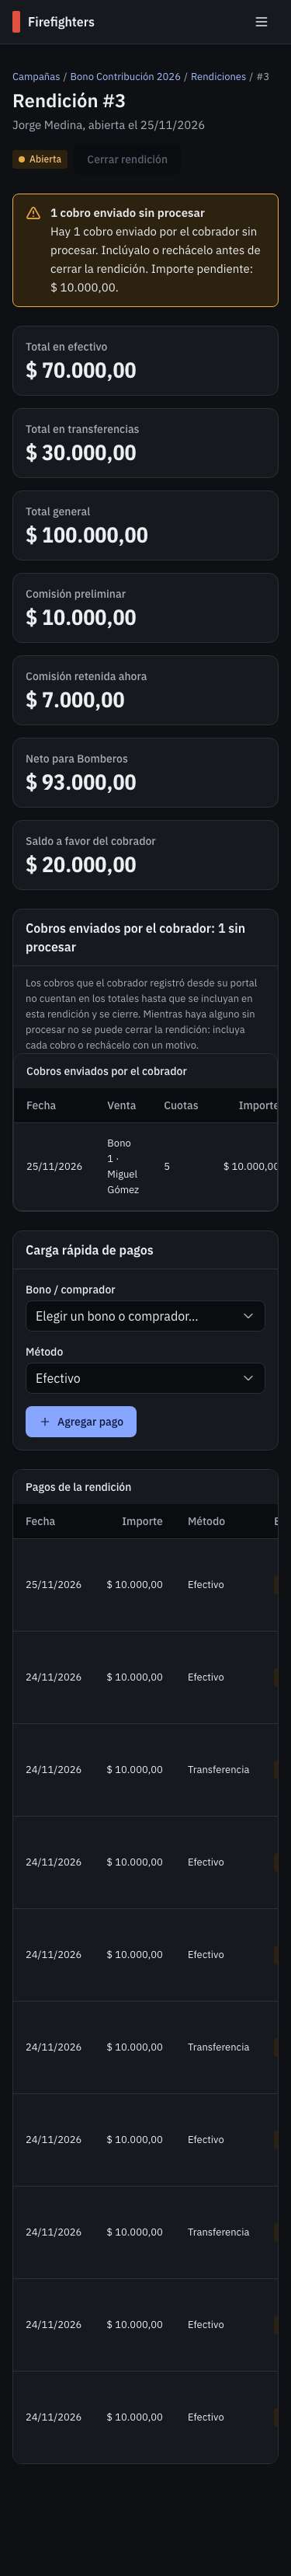 Firefighters
Campañas / Bono Contribución 2026 / Rendiciones / #3
Rendición #3
Jorge Medina, abierta el 25/11/2026
Abierta
Cerrar rendición
1 cobro enviado sin procesar
Hay 1 cobro enviado por el cobrador sin
procesar. Inclúyalo o rechácelo antes de
cerrar la rendición. Importe pendiente:
$ 10.000,00.
Total en efectivo
$ 70.000,00
Total en transferencias
$ 30.000,00
Total general
$ 100.000,00
Comisión preliminar
$ 10.000,00
Comisión retenida ahora
$ 7.000,00
Neto para Bomberos
$ 93.000,00
Saldo a favor del cobrador
$ 20.000,00
Cobros enviados por el cobrador: 1 sin
procesar
Los cobros que el cobrador registró desde su portal
no cuentan en los totales hasta que se incluyan en
esta rendición y se cierre. Mientras haya alguno sin
procesar no se puede cerrar la rendición: incluya
cada cobro o rechácelo con un motivo.
Cobros enviados por el cobrador
Fecha Venta Cuotas Importe
25/11/2026 Bono 5 $ 10.000,00
1 ·
Miguel
Gómez
Carga rápida de pagos
Bono / comprador
Elegir un bono o comprador...
Método
Efectivo
+ Agregar pago
Pagos de la rendición
Fecha Importe Método
25/11/2026 $ 10.000,00 Efectivo
24/11/2026 $ 10.000,00 Efectivo
24/11/2026 $ 10.000,00 Transferencia
24/11/2026 $ 10.000,00 Efectivo
24/11/2026 $ 10.000,00 Efectivo
24/11/2026 $ 10.000,00 Transferencia
24/11/2026 $ 10.000,00 Efectivo
24/11/2026 $ 10.000,00 Transferencia
24/11/2026 $ 10.000,00 Efectivo
24/11/2026 $ 10.000,00 Efectivo